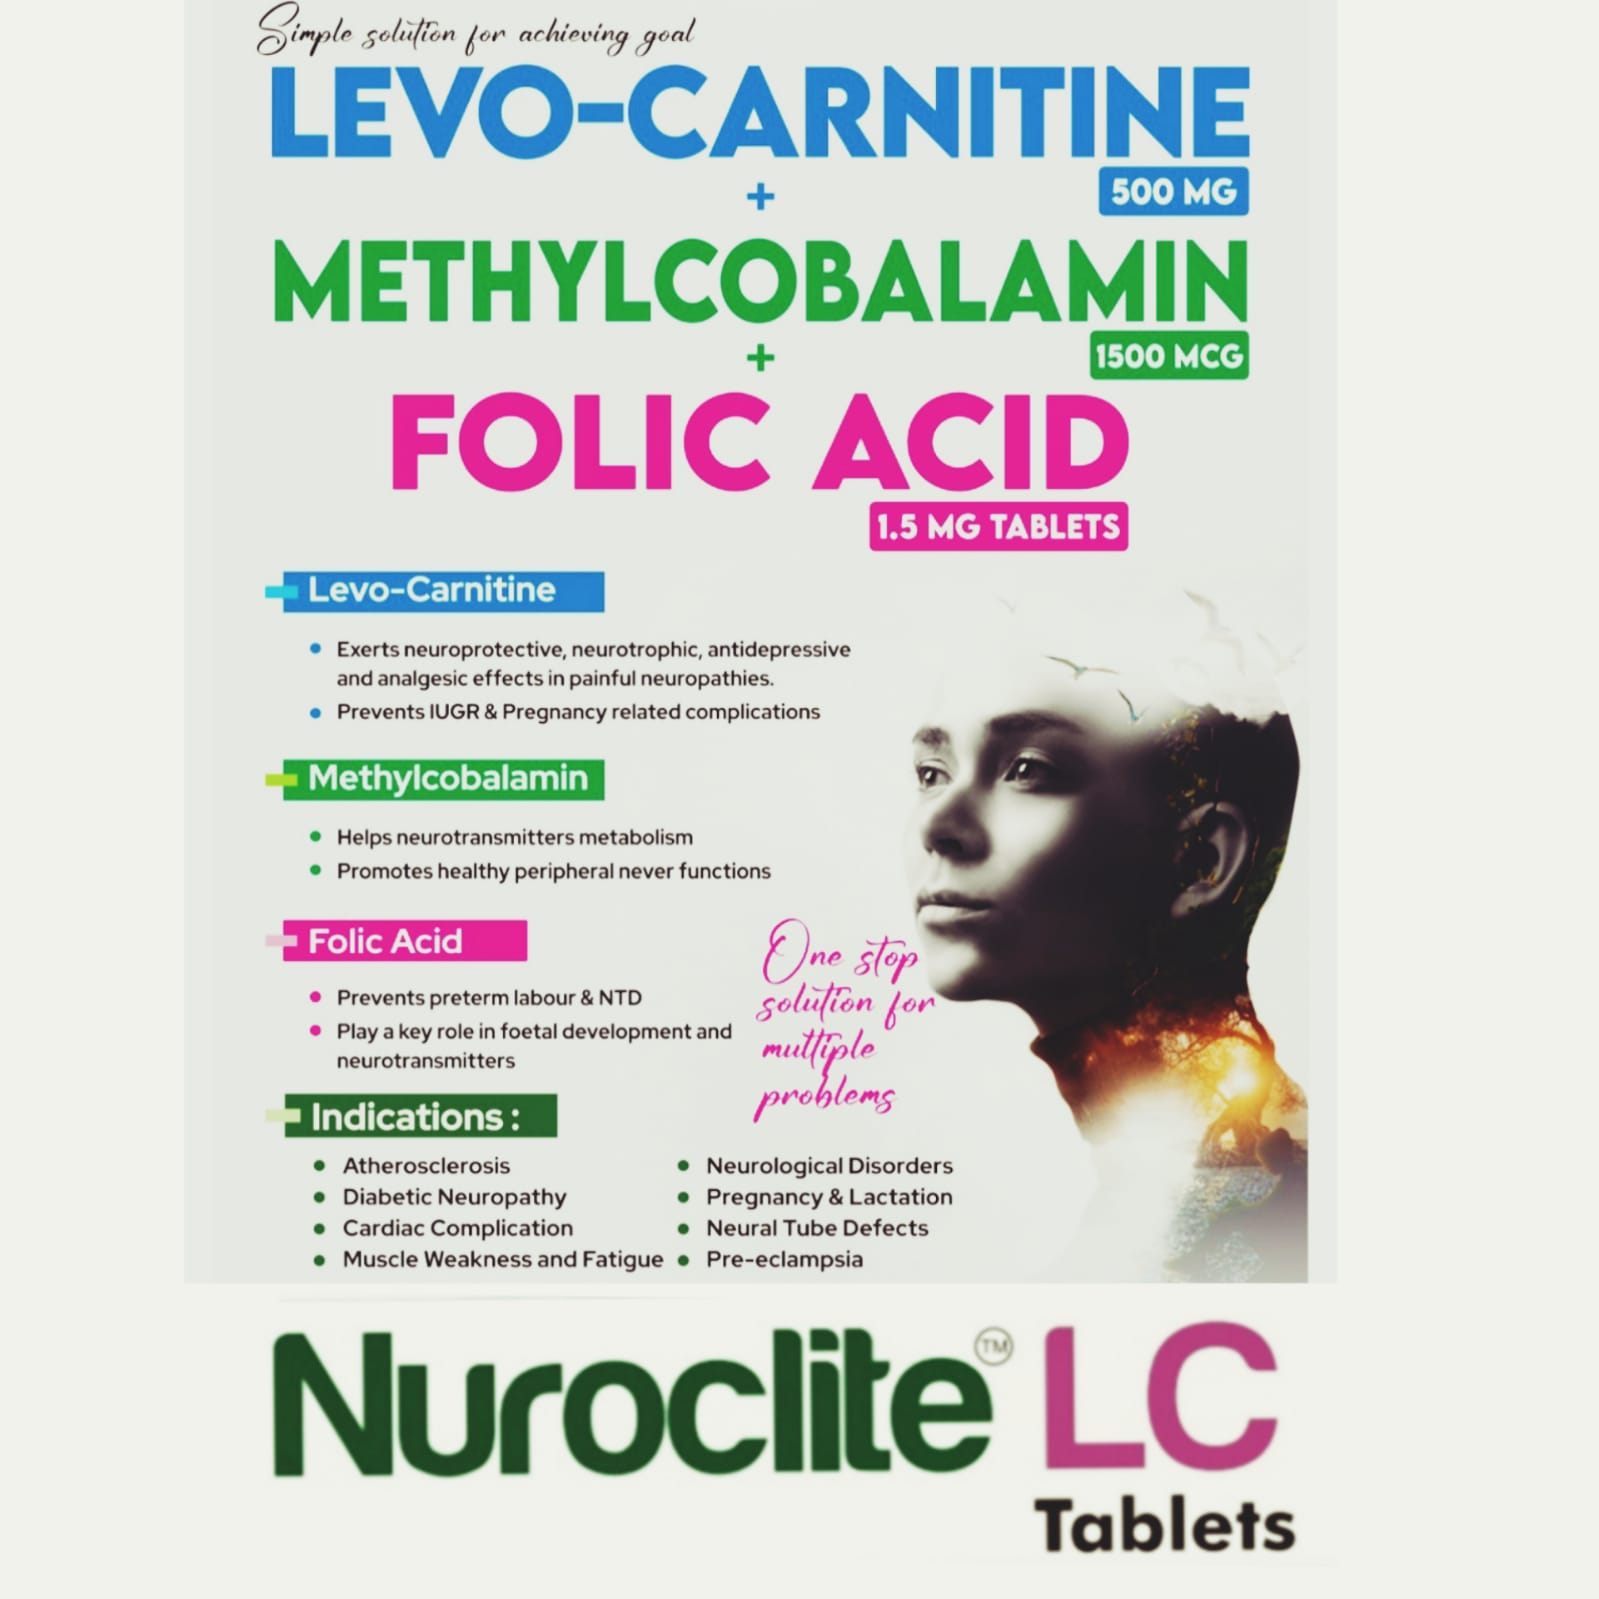 Simple solution for achieving goal
LEVO-CARNITINE
500 MG
+
METHYLCOBALAMIN
1500 MCG
+
FOLIC ACID
1.5 MG TABLETS
Levo-Carnitine
Exerts neuroprotective, neurotrophic, antidepressive
and analgesic effects in painful neuropathies.
Prevents IUGR & Pregnancy related complications
Methylcobalamin
Helps neurotransmitters metabolism
Promotes healthy peripheral never functions
Folic Acid
Prevents preterm labour & NTD
Play a key role in foetal development and
neurotransmitters
One stop
solution for
multiple
problems
Indications :
Atherosclerosis
Diabetic Neuropathy
Cardiac Complication
Muscle Weakness and Fatigue
Neurological Disorders
Pregnancy & Lactation
Neural Tube Defects
Pre-eclampsia
Nuroclite™ LC
Tablets